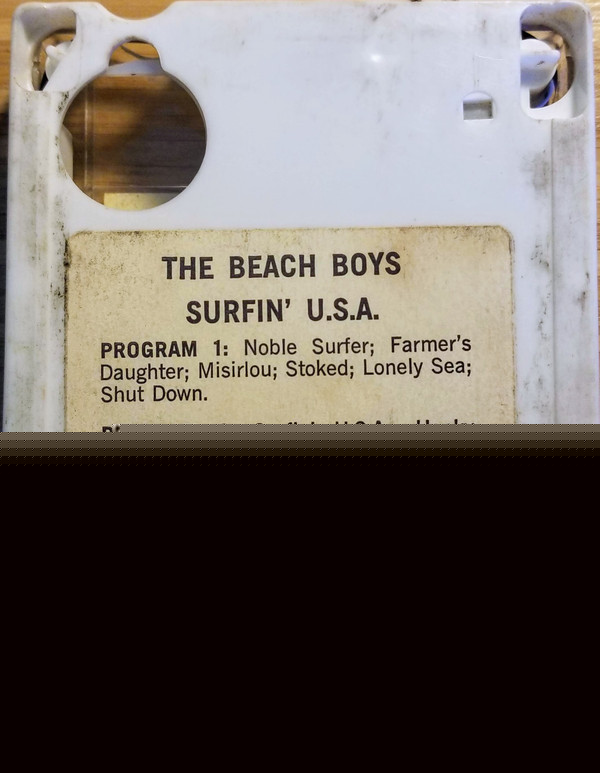 THE BEACH BOYS
SURFIN' U.S.A.
PROGRAM 1: Noble Surfer; Farmer's
Daughter; Misirlou; Stoked; Lonely Sea;
Shut Down.